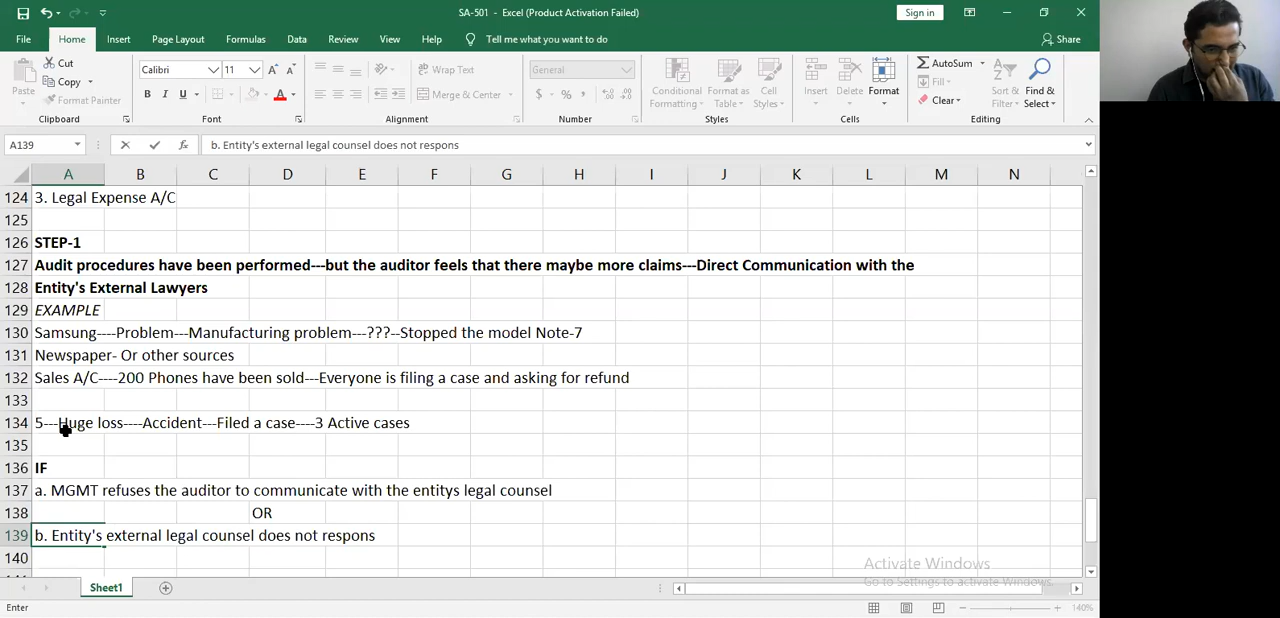 SA-501 - Excel (Product Activation Failed)
Sign in
File Home Insert Page Layout Formulas Data Review View Help Tell me what you want to do Share
Paste
Cut
Copy
Format Painter
Clipboard
Calibri 11 A A
B I U A
Font
Wrap Text
Merge & Center
Alignment
General
$ % ,
Number
Conditional Formatting
Format as Table
Cell Styles
Styles
Insert
Delete
Format
Cells
AutoSum
Fill
Clear
Sort & Filter
Find & Select
Editing
A139 fx b. Entity's external legal counsel does not respons
A B C D E F G H I J K L M N
124 3. Legal Expense A/C
125
126 STEP-1
127 Audit procedures have been performed---but the auditor feels that there maybe more claims---Direct Communication with the
128 Entity's External Lawyers
129 EXAMPLE
130 Samsung----Problem---Manufacturing problem---???--Stopped the model Note-7
131 Newspaper- Or other sources
132 Sales A/C----200 Phones have been sold---Everyone is filing a case and asking for refund
133
134 5---Huge loss----Accident---Filed a case----3 Active cases
135
136 IF
137 a. MGMT refuses the auditor to communicate with the entitys legal counsel
138 OR
139 b. Entity's external legal counsel does not respons
140
Activate Windows
Go to Settings to activate Windows.
Sheet1
Enter
140%